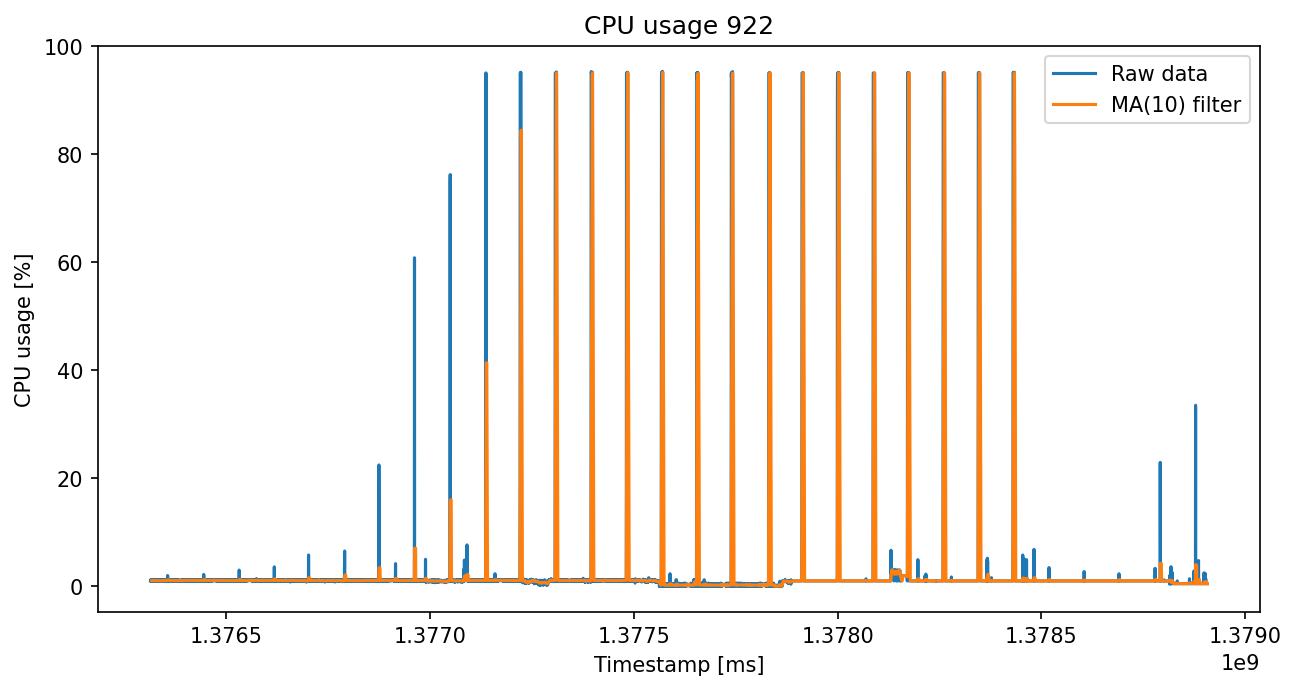 CPU usage 922
100
80
60
40
20
0
CPU usage [%]
Raw data
MA(10) filter
1.3765
1.3770
1.3775
1.3780
1.3785
1.3790
1e9
Timestamp [ms]